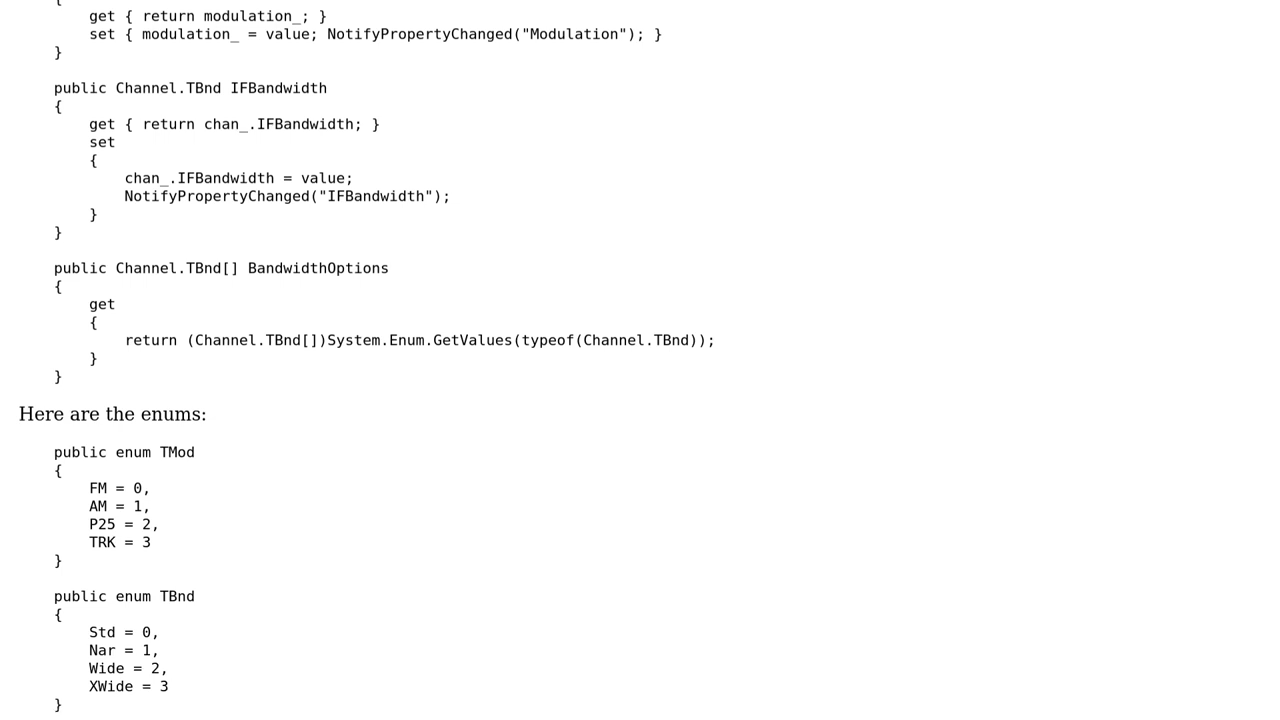 {
get { return modulation_; }
set { modulation_ = value; NotifyPropertyChanged("Modulation"); }
}
public Channel.TBnd IFBandwidth
{
get { return chan_.IFBandwidth; }
set
{
chan_.IFBandwidth = value;
NotifyPropertyChanged("IFBandwidth");
}
}
public Channel.TBnd[] BandwidthOptions
{
get
{
return (Channel.TBnd[])System.Enum.GetValues(typeof(Channel.TBnd));
}
}
Here are the enums:
public enum TMod
{
FM = 0,
AM = 1,
P25 = 2,
TRK = 3
}
public enum TBnd
{
Std = 0,
Nar = 1,
Wide = 2,
XWide = 3
}